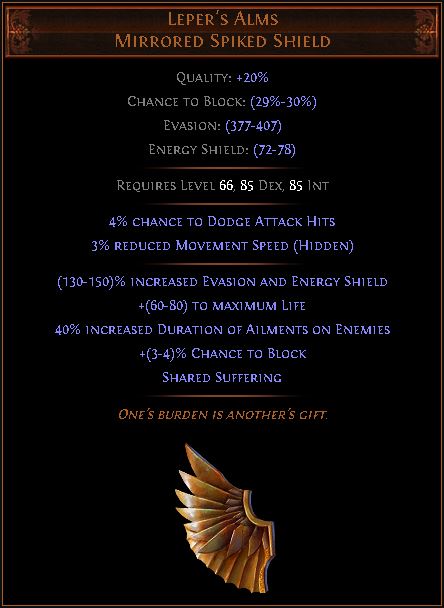 Leper's Alms
Mirrored Spiked Shield
Quality: +20%
Chance to Block: (29%-30%)
Evasion: (377-407)
Energy Shield: (72-78)
Requires Level 66, 85 Dex, 85 Int
4% chance to Dodge Attack Hits
3% reduced Movement Speed (Hidden)
(130-150)% increased Evasion and Energy Shield
+(60-80) to maximum Life
40% increased Duration of Ailments on Enemies
+(3-4)% Chance to Block
Shared Suffering
One's burden is another's gift.